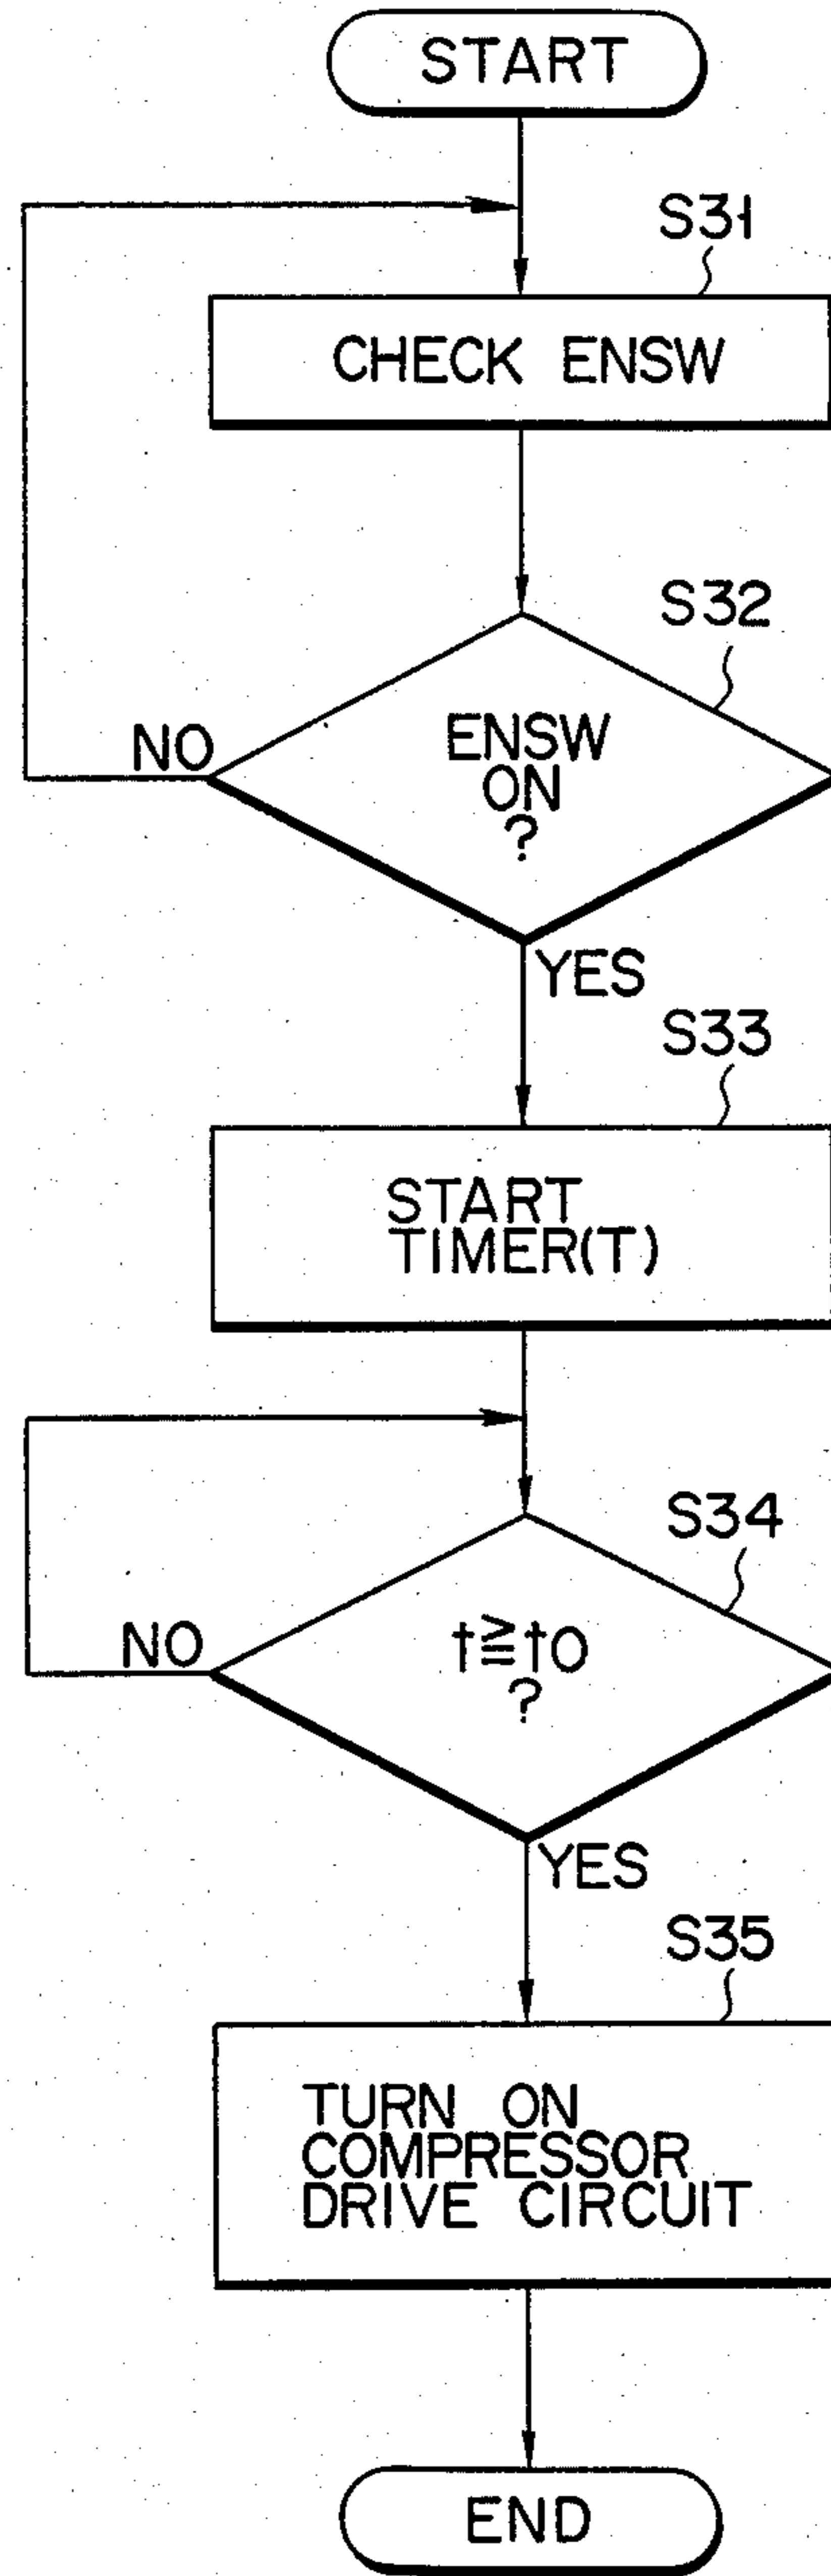 START
S31
CHECK ENSW
S32
ENSW
ON
?
NO
YES
S33
START
TIMER(T)
S34
t≧t0
?
NO
YES
S35
TURN ON
COMPRESSOR
DRIVE CIRCUIT
END